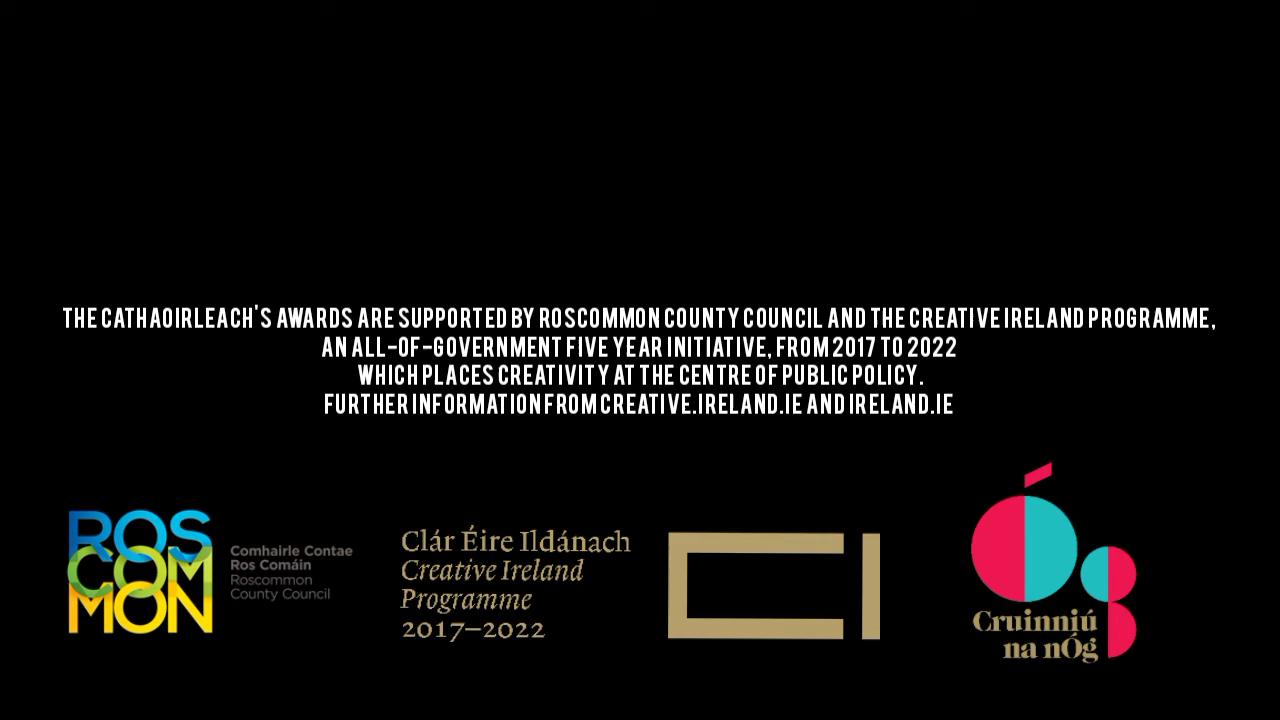 THE CATHAOIRLEACH'S AWARDS ARE SUPPORTED BY ROSCOMMON COUNTY COUNCIL AND THE CREATIVE IRELAND PROGRAMME,
AN ALL-OF-GOVERNMENT FIVE YEAR INITIATIVE, FROM 2017 TO 2022
WHICH PLACES CREATIVITY AT THE CENTRE OF PUBLIC POLICY.
FURTHER INFORMATION FROM CREATIVE.IRELAND.IE AND IRELAND.IE
ROS
COM
MON
Comhairle Contae
Ros Comáin
Roscommon
County Council
Clár Éire Ildánach
Creative Ireland
Programme
2017–2022
CI
Cruinniú
na nÓg